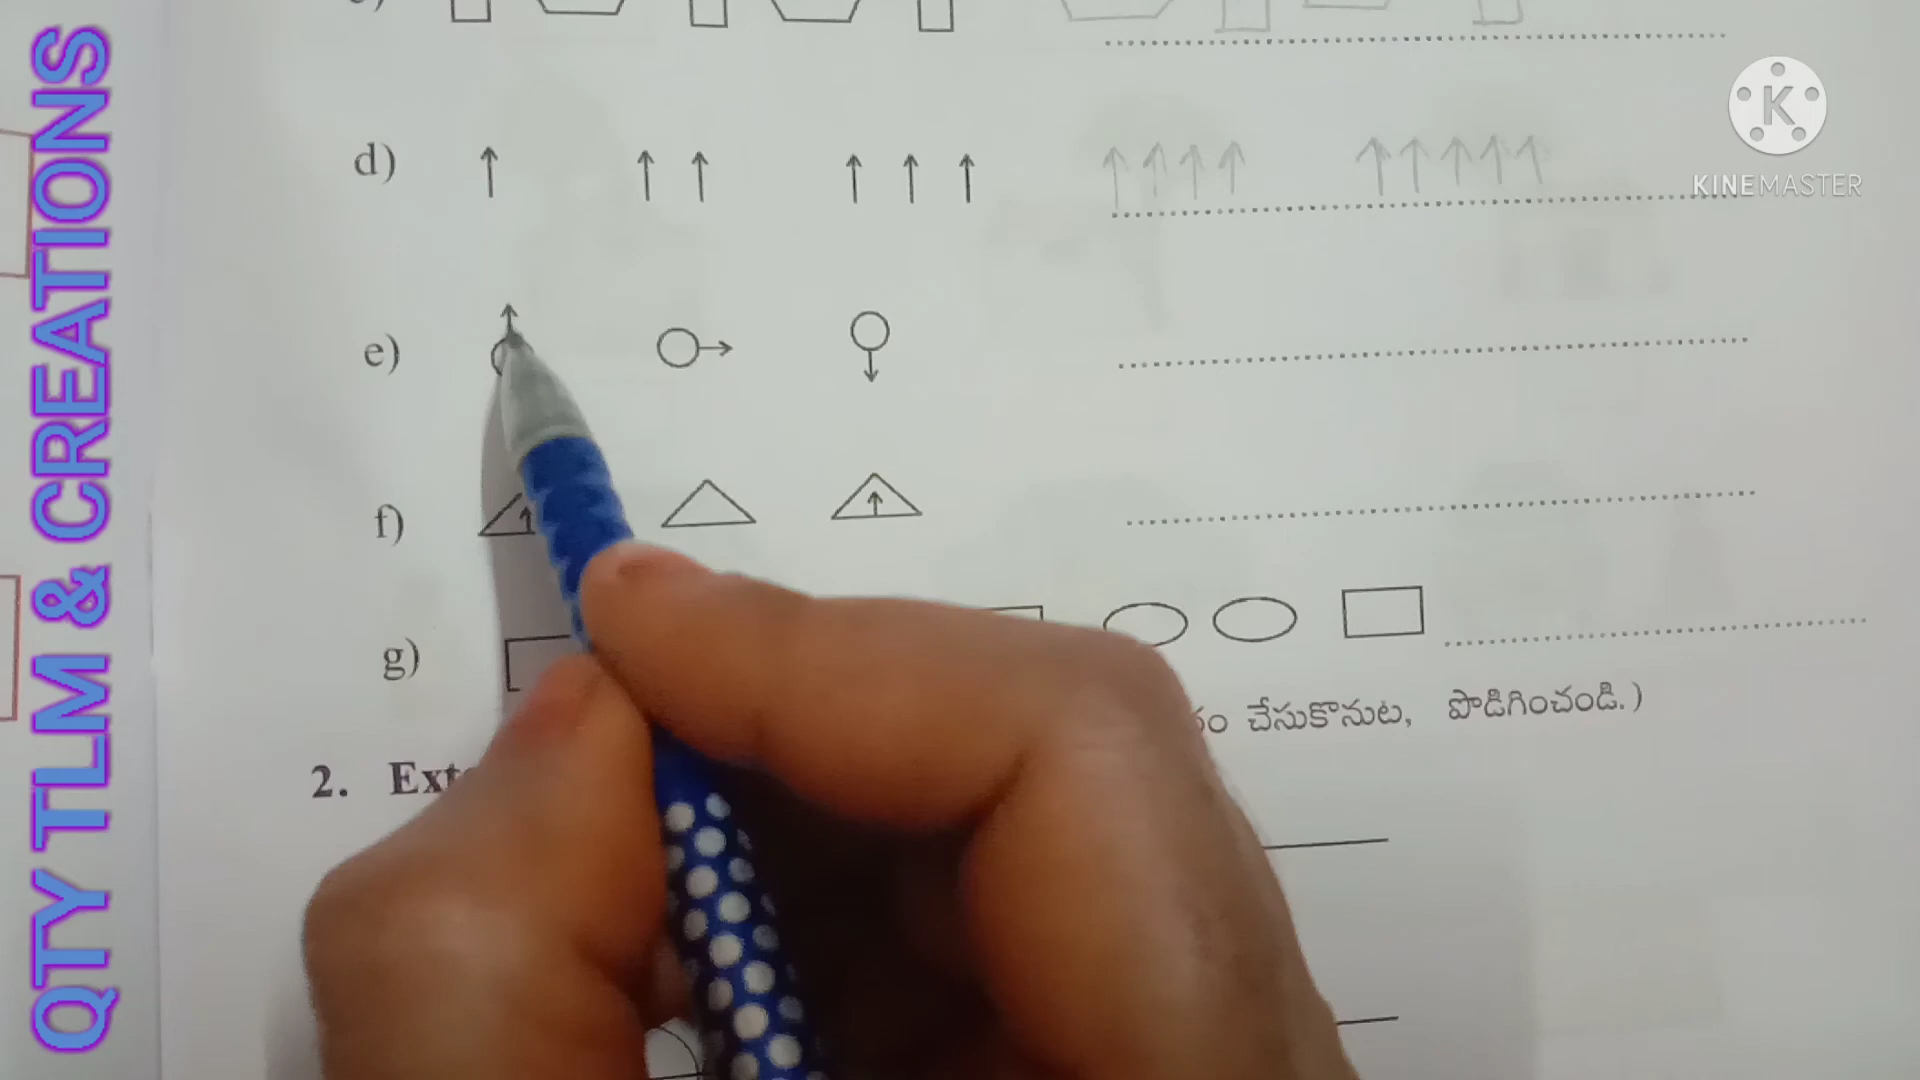 QTY TLM & CREATIONS
K
KINEMASTER
d)
e)
f)
g)
చేసుకొనుట, పొడిగించండి.)
2.